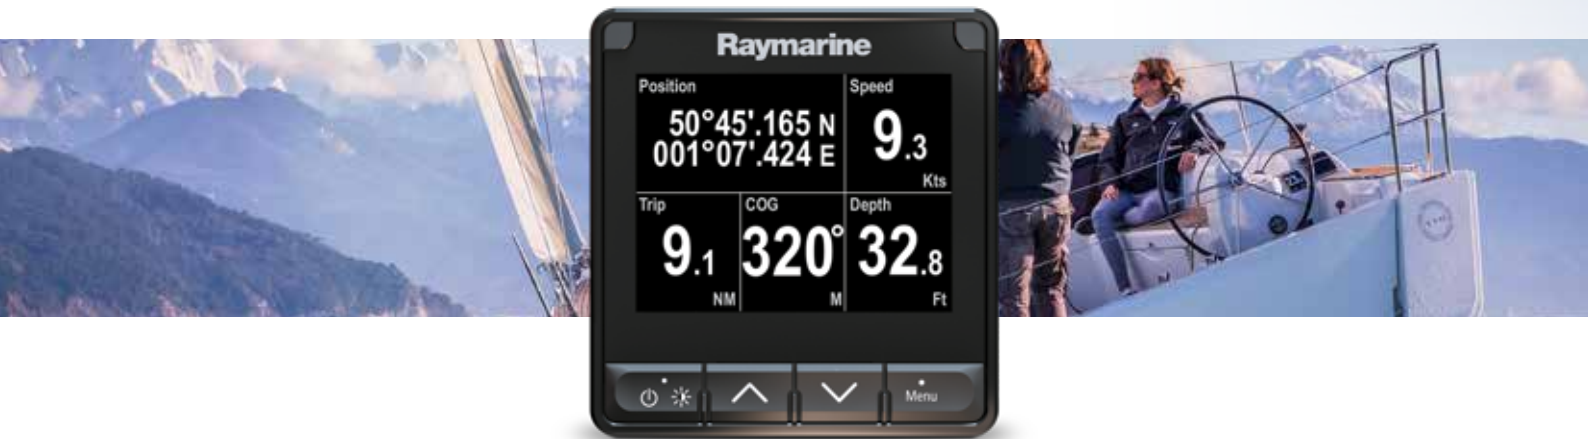 Raymarine
Position
50°45'.165 N
001°07'.424 E
Speed
9.3
Kts
Trip
9.1
NM
COG
320°
M
Depth
32.8
Ft
Menu